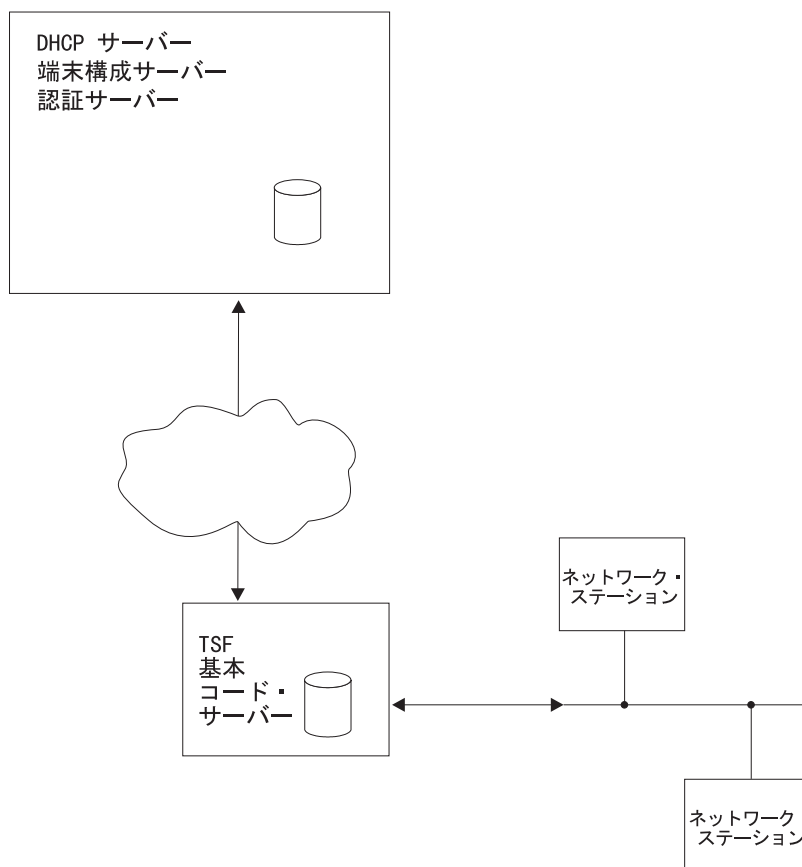 DHCP サーバー
端末構成サーバー
認証サーバー
ネットワーク・
ステーション
TSF
基本
コード・
サーバー
ネットワーク・
ステーション